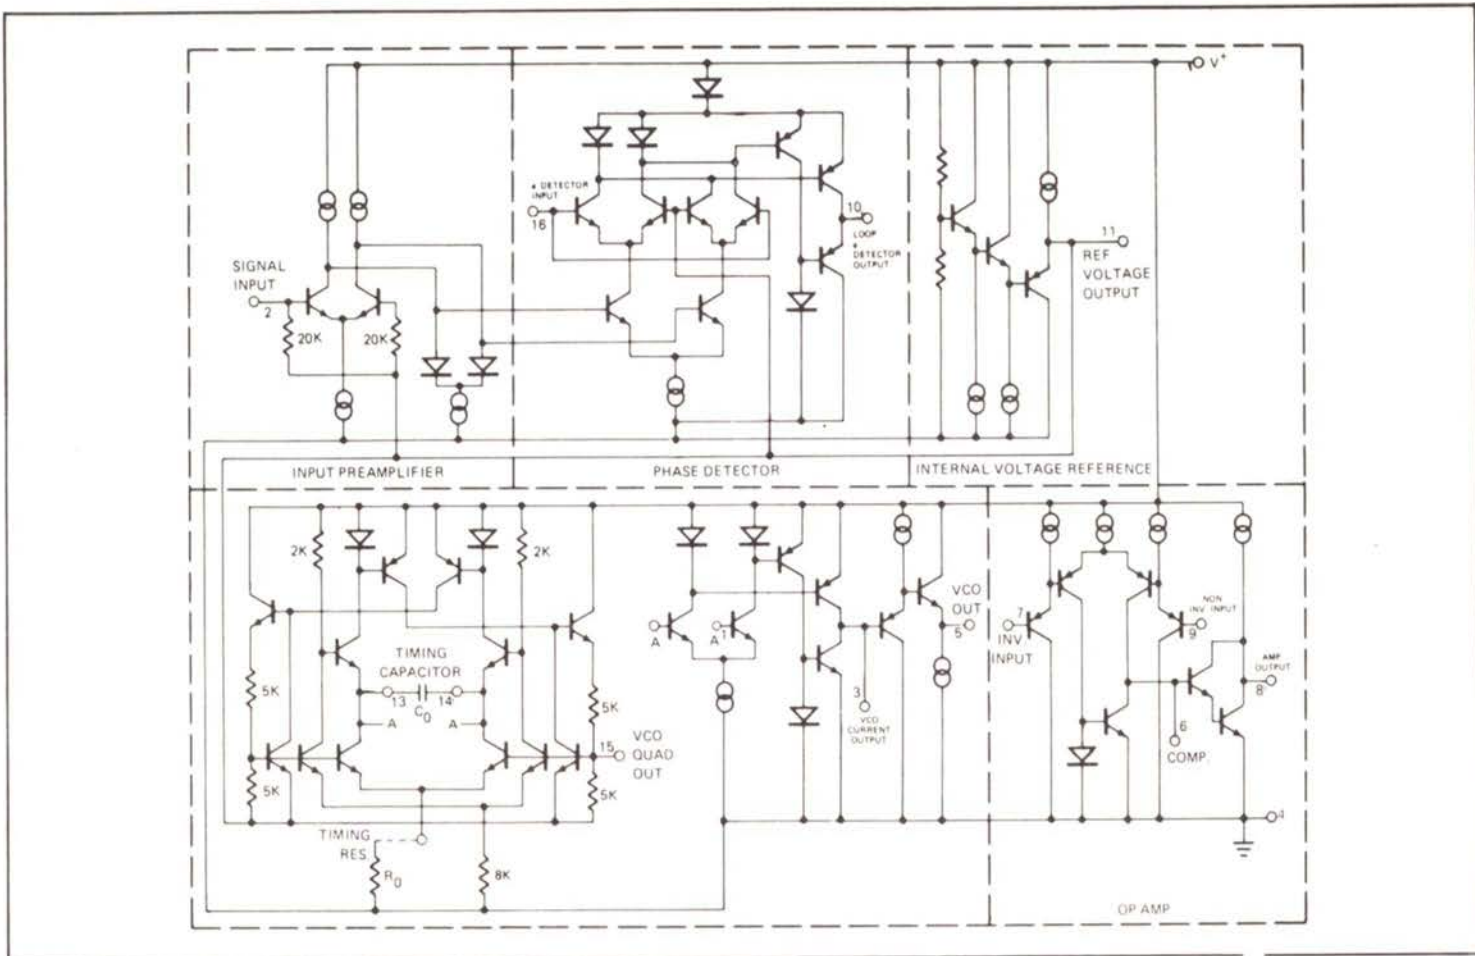 V+
φ DETECTOR
INPUT
16
10
LOOP
φ
DETECTOR
OUTPUT
11
REF
VOLTAGE
OUTPUT
SIGNAL
INPUT
2
20K
20K
INPUT PREAMPLIFIER
PHASE DETECTOR
INTERNAL VOLTAGE REFERENCE
2K
2K
5K
TIMING
CAPACITOR
13
14
C0
A
A
5K
5K
5K
15
VCO
QUAD
OUT
TIMING
RES.
R0
8K
A
A1
3
VCO
CURRENT
OUTPUT
VCO
OUT
5
7
INV
INPUT
NON
INV. INPUT
9
AMP
OUTPUT
8
6
COMP.
4
OP AMP